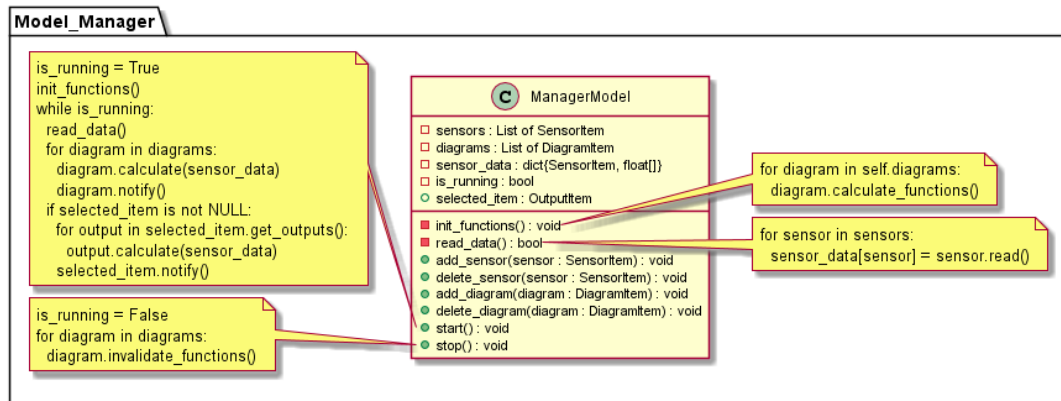 Model_Manager
is_running = True
init_functions()
while is_running:
read_data()
for diagram in diagrams:
diagram.calculate(sensor_data)
diagram.notify()
if selected_item is not NULL:
for output in selected_item.get_outputs():
output.calculate(sensor_data)
selected_item.notify()
is_running = False
for diagram in diagrams:
diagram.invalidate_functions()
C ManagerModel
sensors : List of SensorItem
diagrams : List of DiagramItem
sensor_data : dict{SensorItem, float[]}
is_running : bool
selected_item : OutputItem
init_functions() : void
read_data() : bool
add_sensor(sensor : SensorItem) : void
delete_sensor(sensor : SensorItem) : void
add_diagram(diagram : DiagramItem) : void
delete_diagram(diagram : DiagramItem) : void
start() : void
stop() : void
for diagram in self.diagrams:
diagram.calculate_functions()
for sensor in sensors:
sensor_data[sensor] = sensor.read()